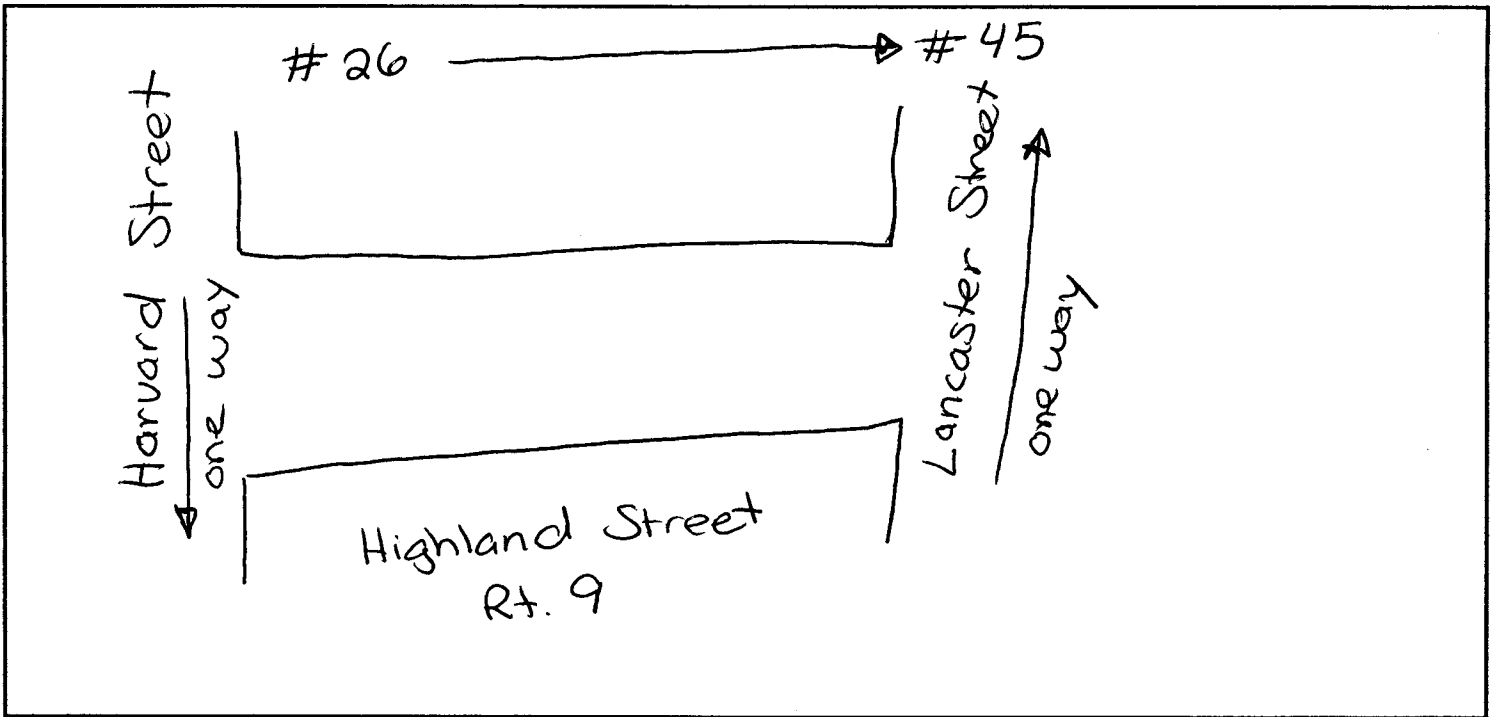 # 26
# 45
Harvard Street
one way
Lancaster Street
one way
Highland Street
Rt. 9